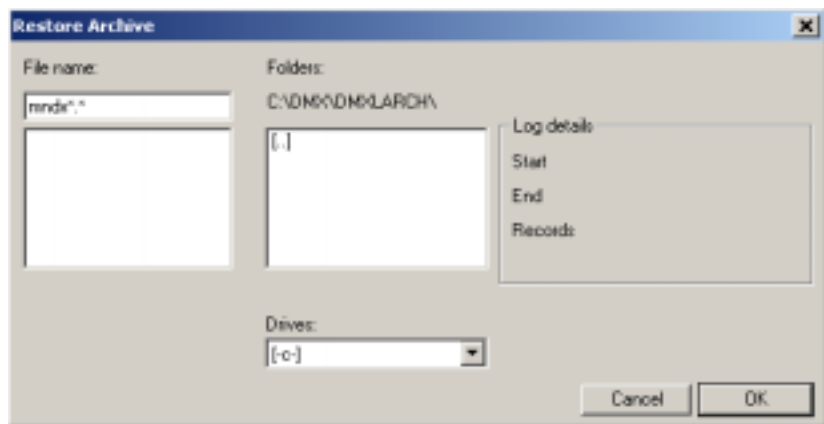 Restore Archive
File name:
mndx*.*
Folders:
C:\DMX\DMXLARCH\
[..]
Log details
Start
End
Records
Drives:
[-c-]
Cancel
OK